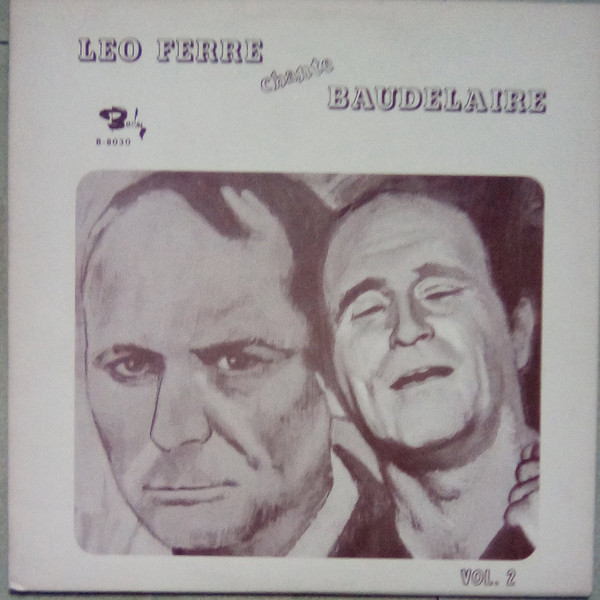 LEO FERRE
chante
BAUDELAIRE
Barclay
B-8030
VOL. 2